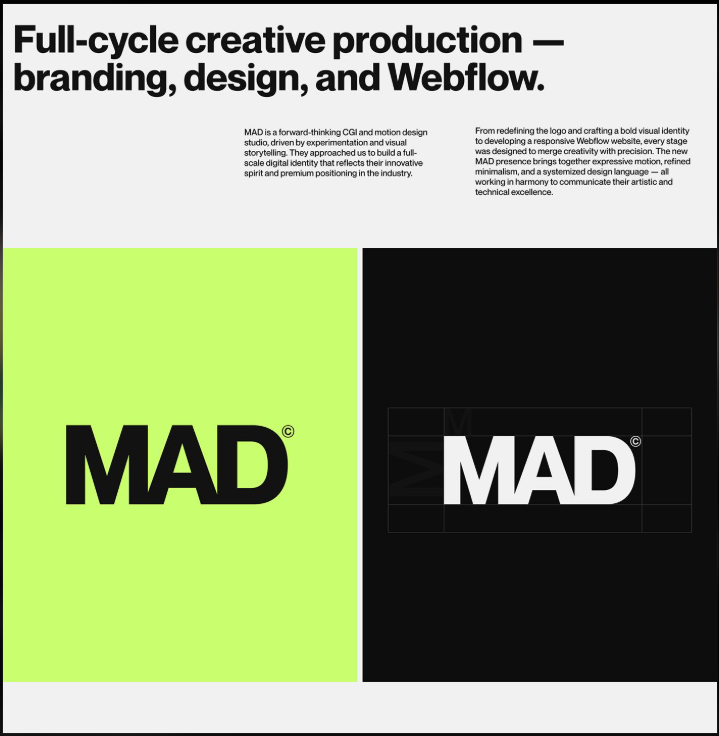 Full-cycle creative production —
branding, design, and Webflow.
MAD is a forward-thinking CGI and motion design
studio, driven by experimentation and visual
storytelling. They approached us to build a full-
scale digital identity that reflects their innovative
spirit and premium positioning in the industry.
From redefining the logo and crafting a bold visual identity
to developing a responsive Webflow website, every stage
was designed to merge creativity with precision. The new
MAD presence brings together expressive motion, refined
minimalism, and a systemized design language — all
working in harmony to communicate their artistic and
technical excellence.
MAD©
M
M
MAD©